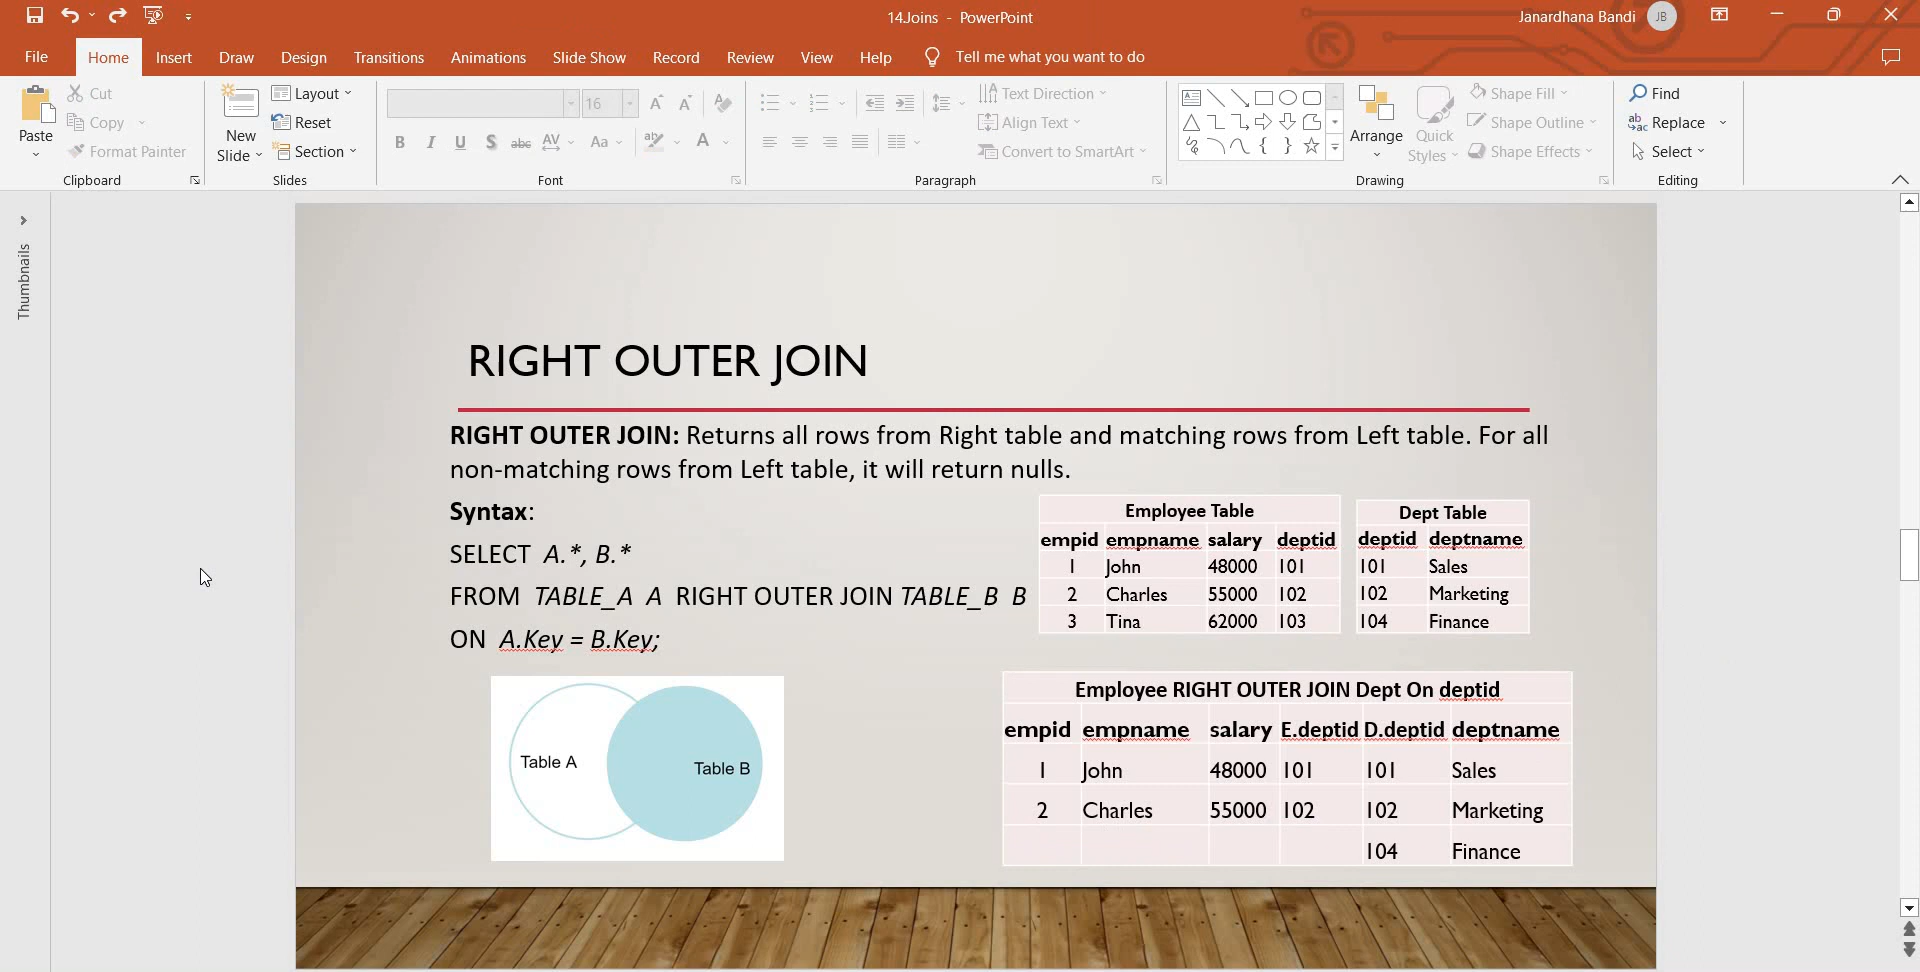 14.Joins - PowerPoint
Janardhana Bandi JB
File Home Insert Draw Design Transitions Animations Slide Show Record Review View Help Tell me what you want to do
Paste
Cut
Copy
Format Painter
Clipboard
New Slide
Layout
Reset
Section
Slides
16
Font
Text Direction
Align Text
Convert to SmartArt
Paragraph
Arrange
Quick Styles
Shape Fill
Shape Outline
Shape Effects
Drawing
Find
Replace
Select
Editing
Thumbnails
RIGHT OUTER JOIN
RIGHT OUTER JOIN: Returns all rows from Right table and matching rows from Left table. For all
non-matching rows from Left table, it will return nulls.
Syntax:
SELECT A.*, B.*
FROM TABLE_A A RIGHT OUTER JOIN TABLE_B B
ON A.Key = B.Key;
Employee Table
empid empname salary deptid
1 John 48000 101
2 Charles 55000 102
3 Tina 62000 103
Dept Table
deptid deptname
101 Sales
102 Marketing
104 Finance
Table A
Table B
Employee RIGHT OUTER JOIN Dept On deptid
empid empname salary E.deptid D.deptid deptname
1 John 48000 101 101 Sales
2 Charles 55000 102 102 Marketing
104 Finance